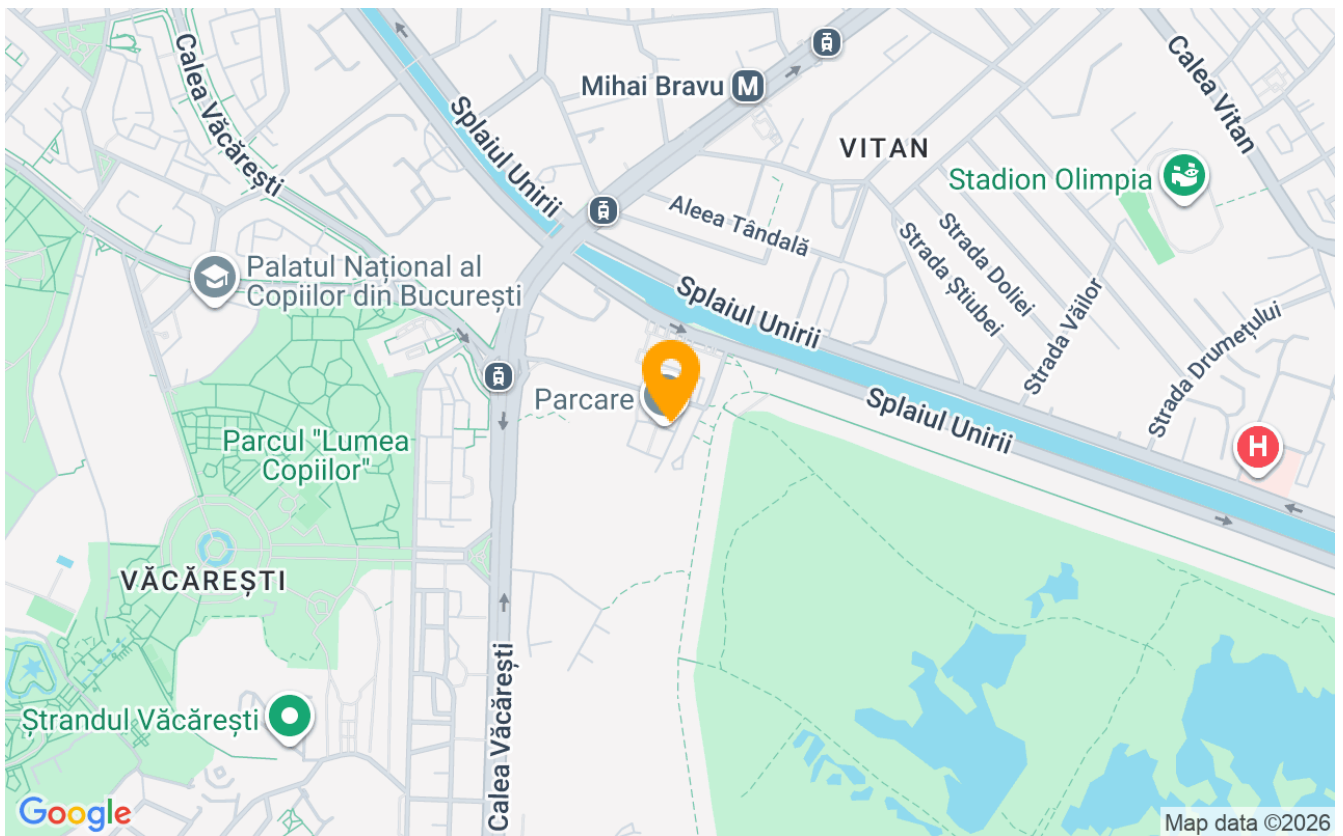 Calea Văcărești
Splaiul Unirii
Mihai Bravu
M
VITAN
Calea Vitan
Stadion Olimpia
Aleea Tândală
Strada Doliei
Strada Știubei
Strada Văilor
Strada Drumețului
Palatul Național al
Copiilor din București
Splaiul Unirii
Parcare
Splaiul Unirii
H
Parcul "Lumea
Copiilor"
VĂCĂREȘTI
Calea Văcărești
Ștrandul Văcărești
Google
Map data ©2026